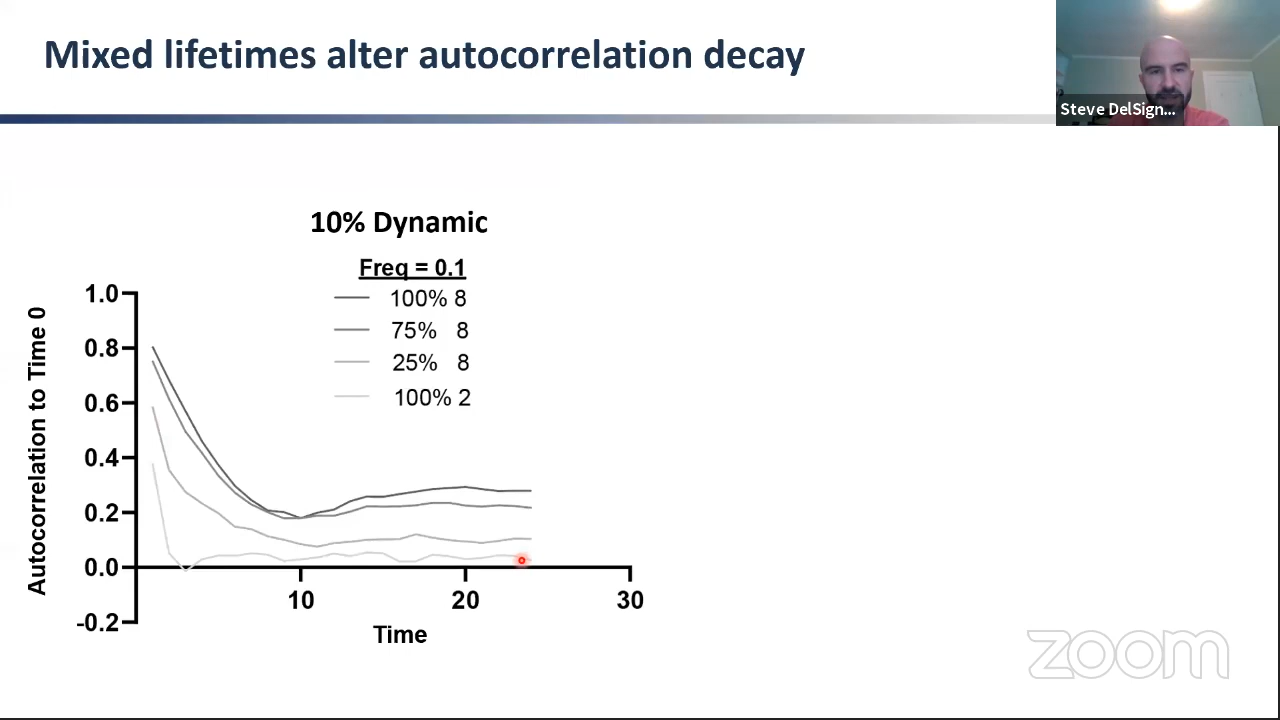 Mixed lifetimes alter autocorrelation decay
Steve DelSign...
10% Dynamic
Freq = 0.1
100% 8
75% 8
25% 8
100% 2
Autocorrelation to Time 0
1.0
0.8
0.6
0.4
0.2
0.0
-0.2
10
20
30
Time
zoom